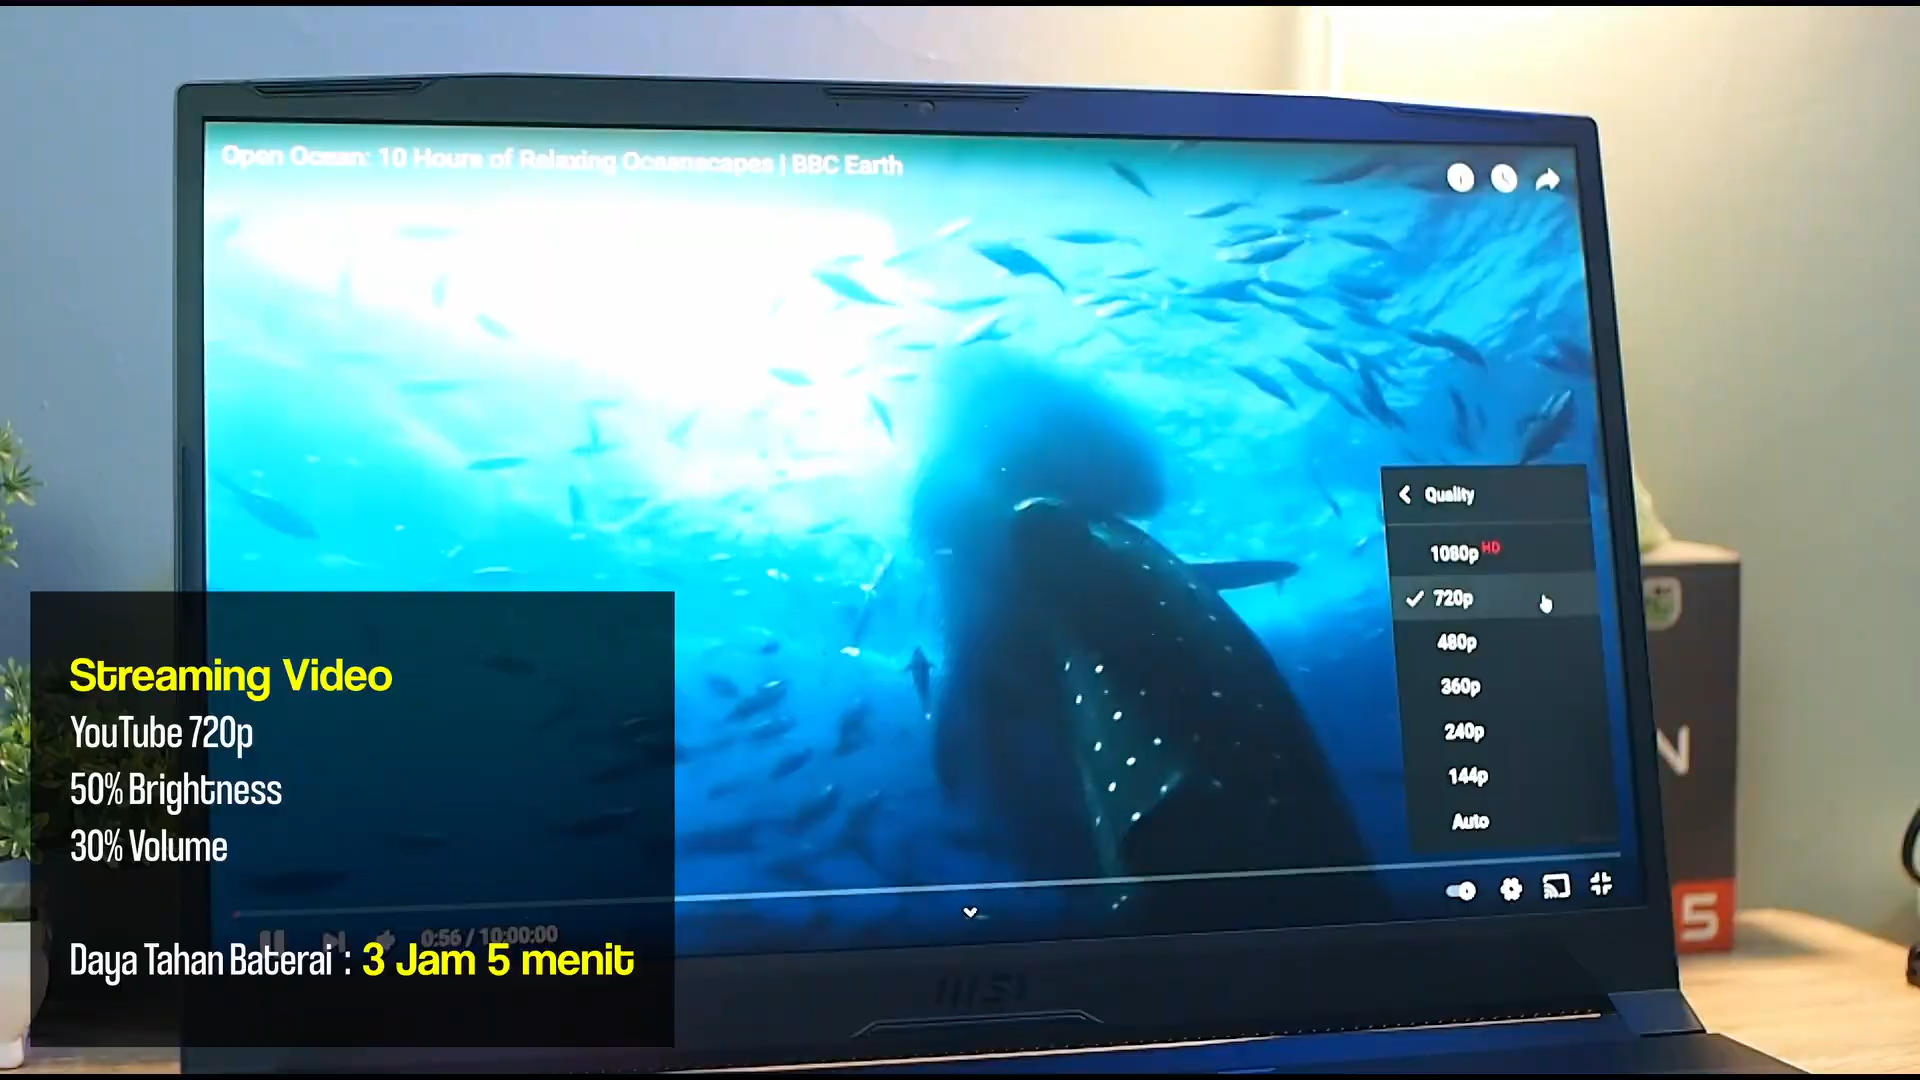 Open Ocean: 10 Hours of Relaxing Oceanscapes | BBC Earth
Quality
1080p HD
720p
480p
360p
240p
144p
Auto
Streaming Video
YouTube 720p
50% Brightness
30% Volume
0:56 / 10:00:00
Daya Tahan Baterai : 3 Jam 5 menit
msi
N
5